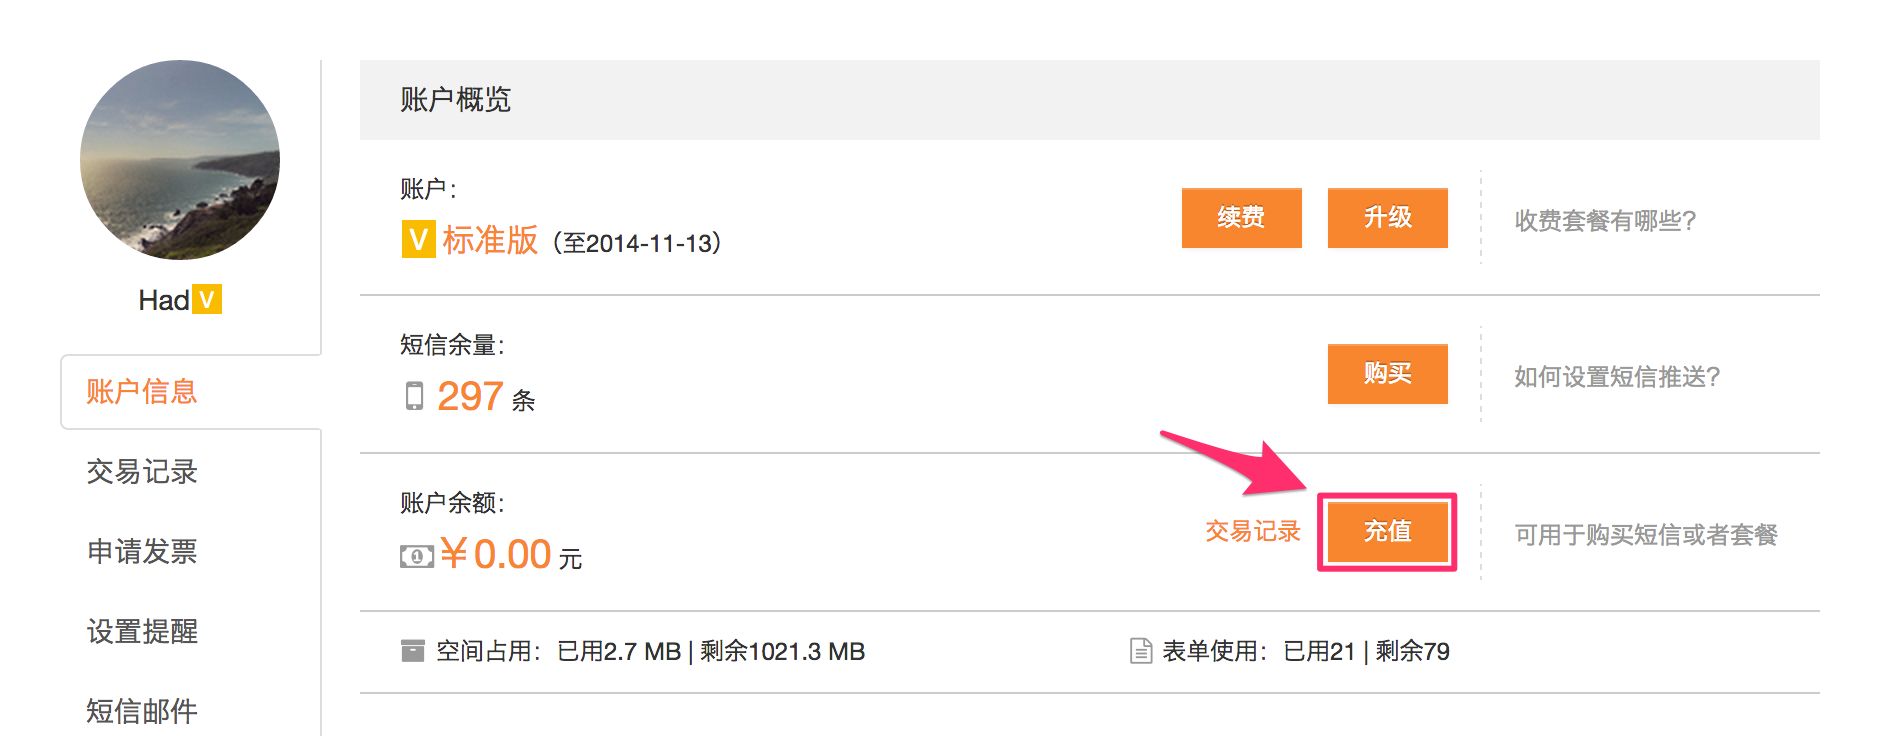 Had V
账户信息
交易记录
申请发票
设置提醒
短信邮件
账户概览
账户：
V 标准版（至2014-11-13）
续费
升级
收费套餐有哪些？
短信余量：
297 条
购买
如何设置短信推送？
账户余额：
1 ￥0.00 元
交易记录
充值
可用于购买短信或者套餐
空间占用：已用2.7 MB | 剩余1021.3 MB
表单使用：已用21 | 剩余79